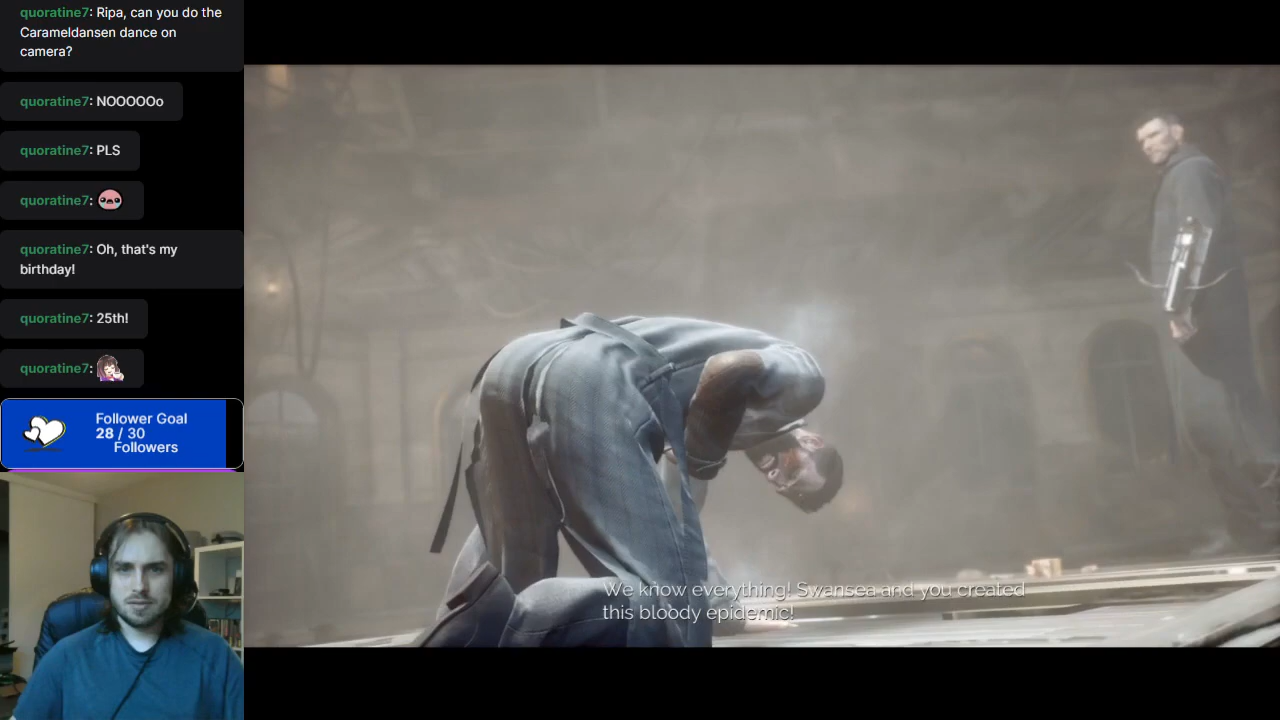 quoratine7: Ripa, can you do the
Carameldansen dance on
camera?
quoratine7: NOOOOOo
quoratine7: PLS
quoratine7:
quoratine7: Oh, that's my
birthday!
quoratine7: 25th!
quoratine7:
Follower Goal
28 / 30
Followers
We know everything! Swansea and you created
this bloody epidemic!